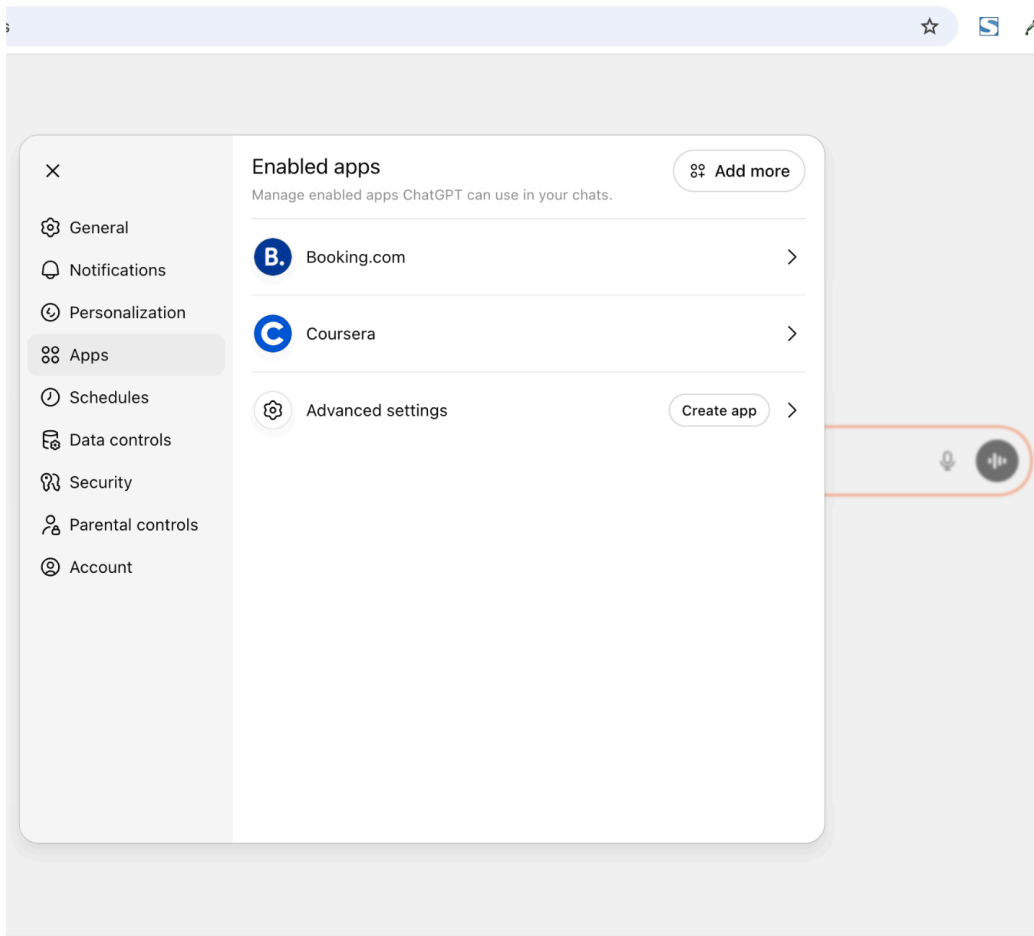 s
Enabled apps
Add more
Manage enabled apps ChatGPT can use in your chats.
General
Notifications
Personalization
Apps
Schedules
Data controls
Security
Parental controls
Account
B. Booking.com
Coursera
Advanced settings
Create app